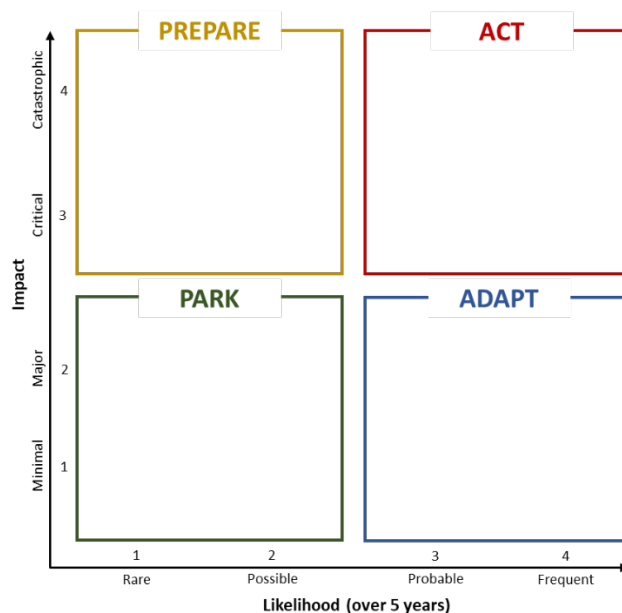 PREPARE
ACT
Catastrophic
4
Critical
3
Impact
PARK
ADAPT
Major
2
Minimal
1
1
2
3
4
Rare
Possible
Probable
Frequent
Likelihood (over 5 years)